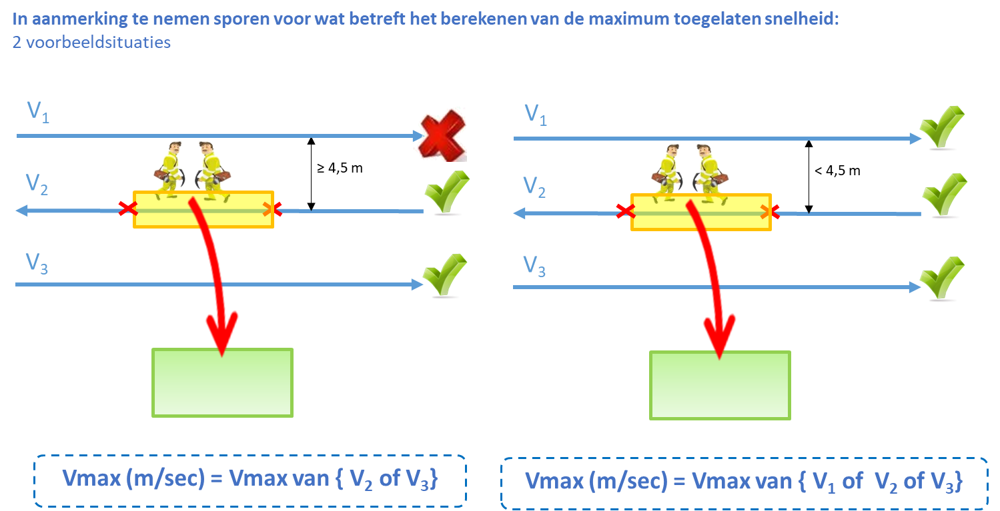 In aanmerking te nemen sporen voor wat betreft het berekenen van de maximum toegelaten snelheid:
2 voorbeeldsituaties
V₁
≥ 4,5 m
V₂
V₃
Vmax (m/sec) = Vmax van { V₂ of V₃}
V₁
< 4,5 m
V₂
V₃
Vmax (m/sec) = Vmax van { V₁ of V₂ of V₃}